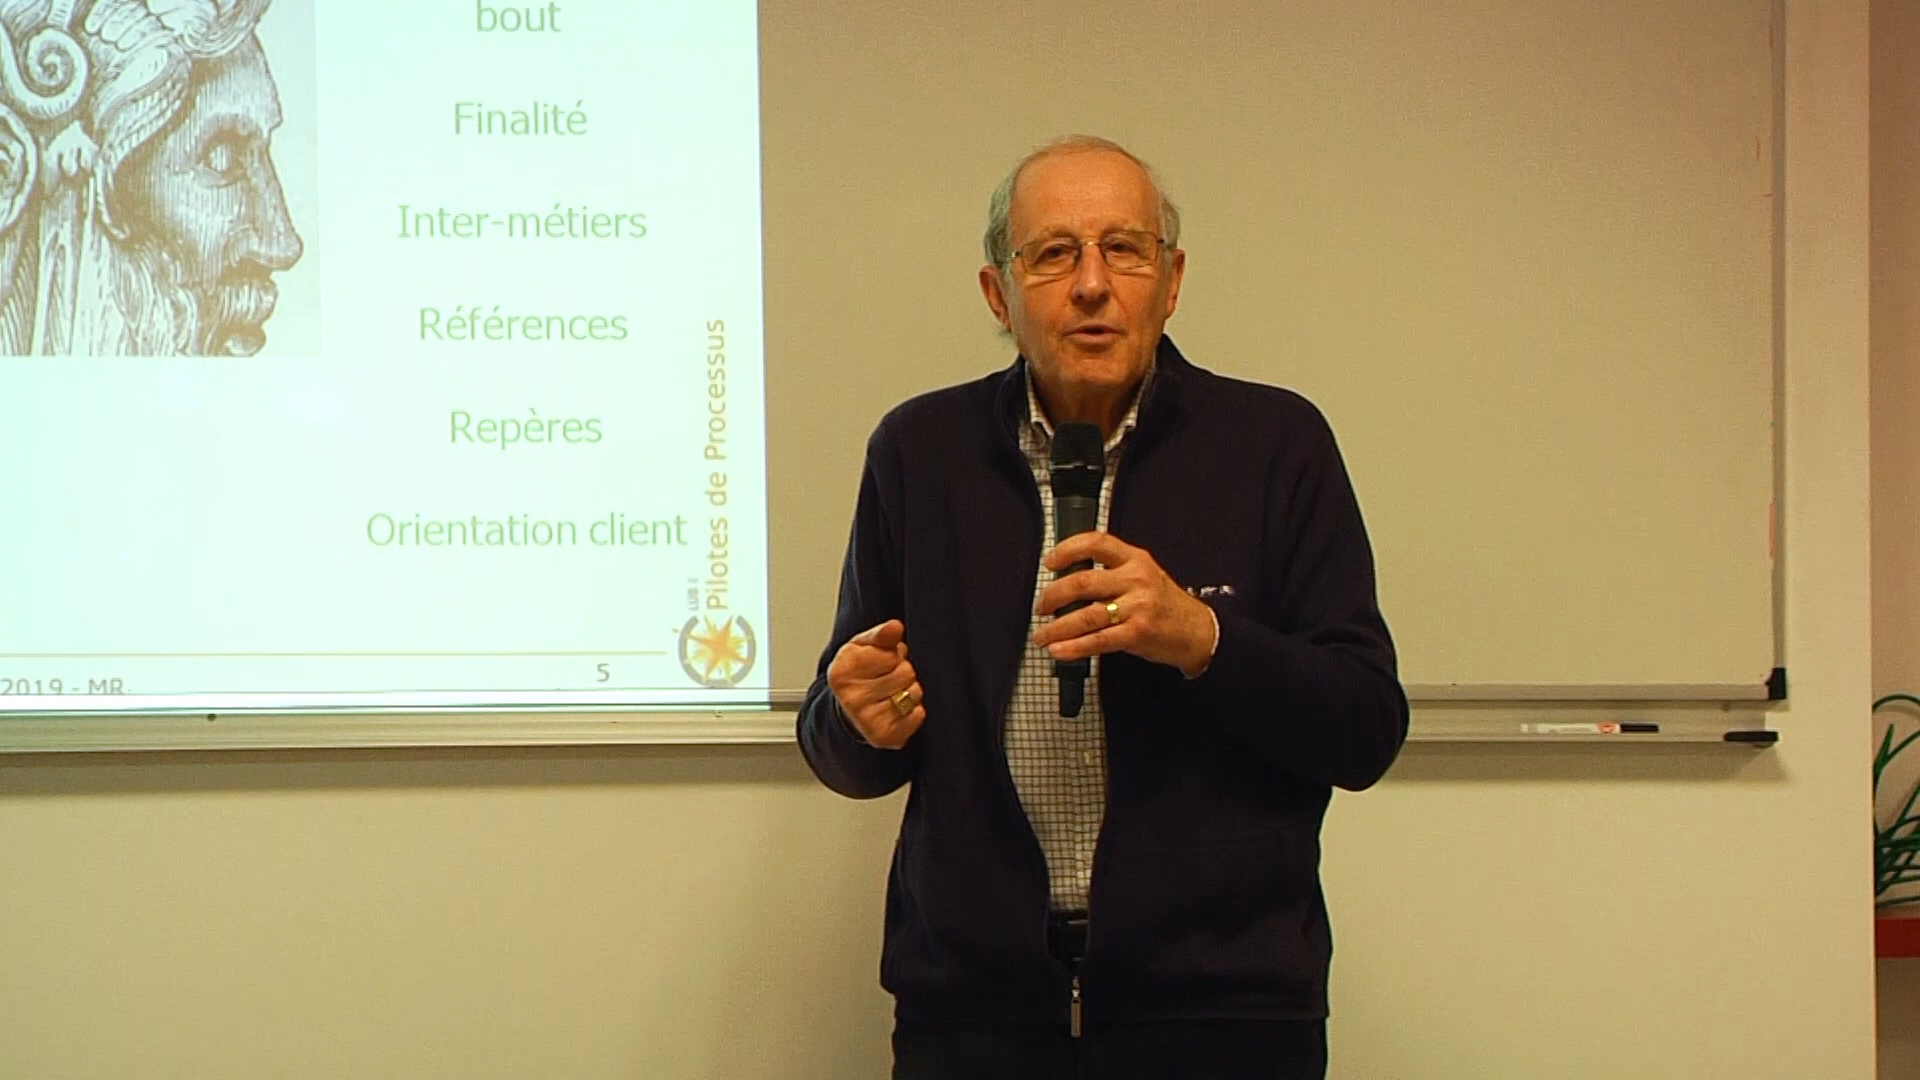 bout
Finalité
Inter-métiers
Références
Repères
Orientation client
Pilotes de Processus
5
2019 - MR